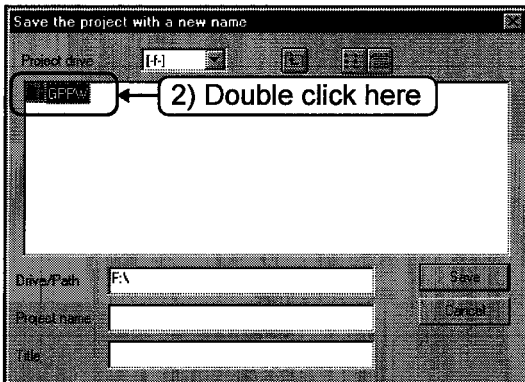 Save the project with a new name
Project drive [-f-]
GPPW
2) Double click here
Drive/Path F:\
Save
Project name
Cancel
Title